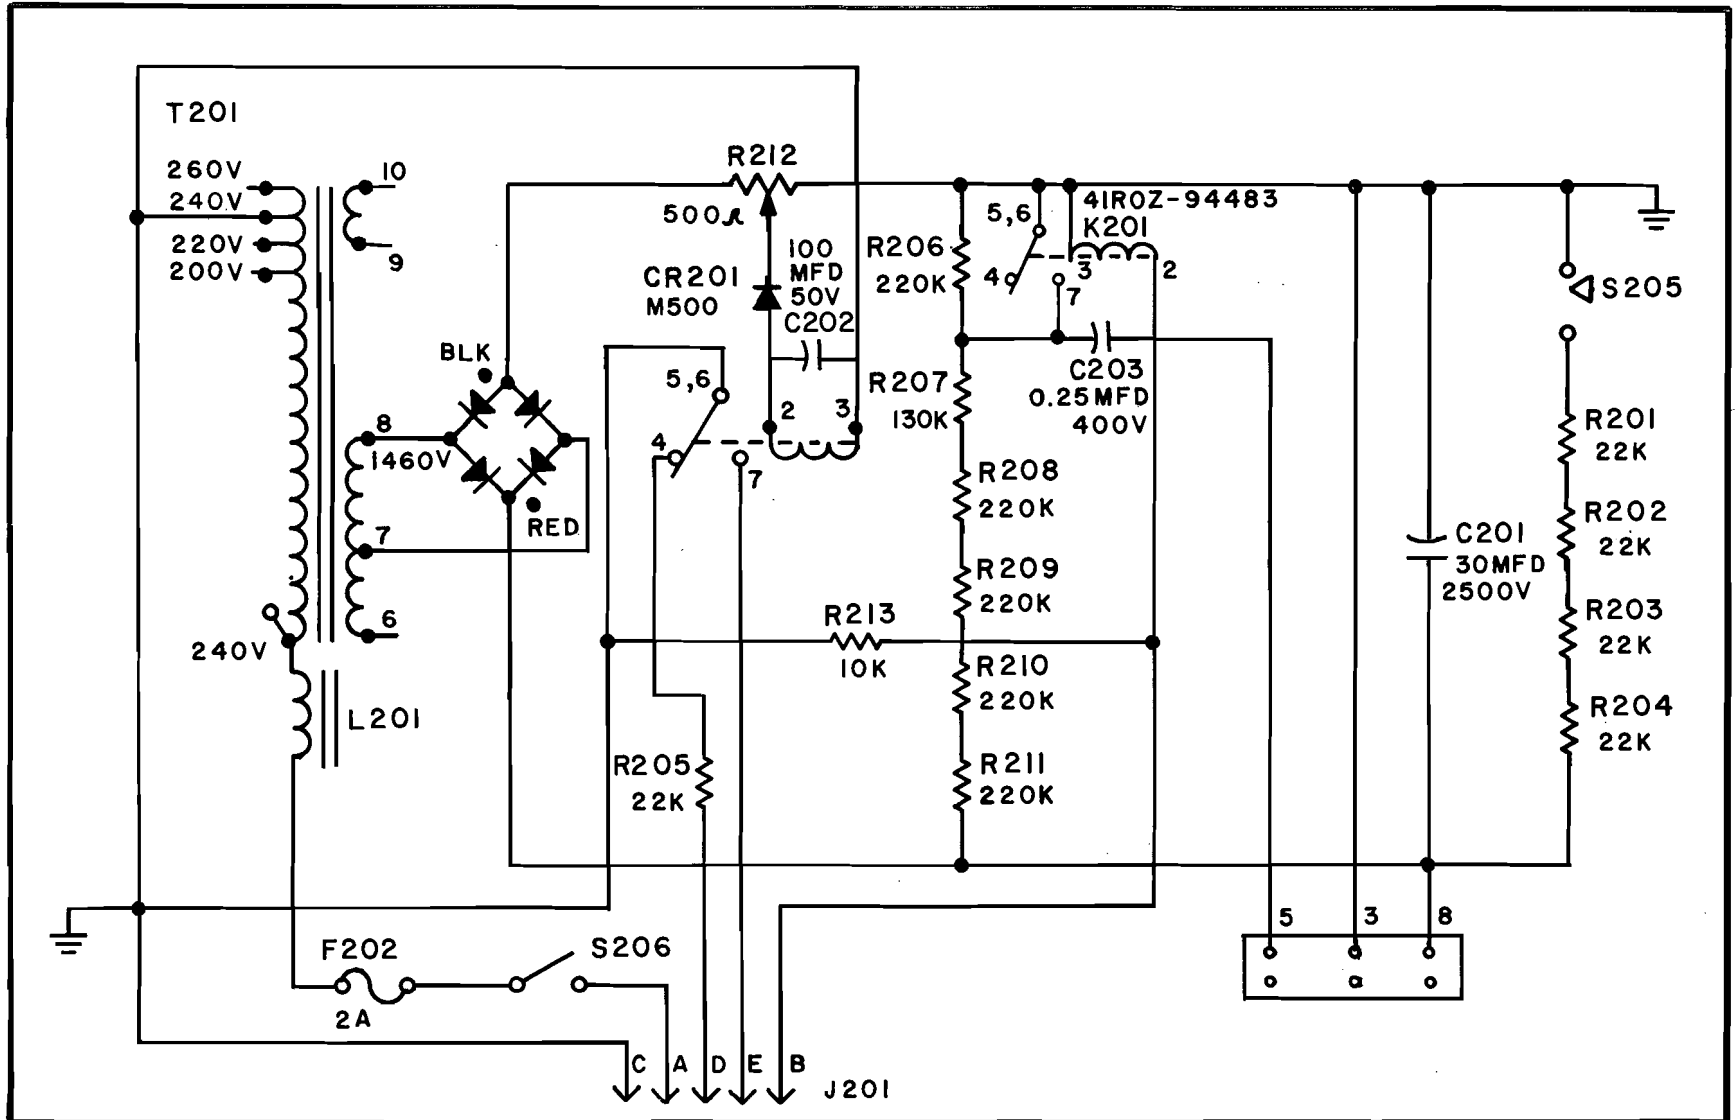 T201
260V
240V
220V
200V
10
9
R212
500Ω
CR201
M500
100
MFD
50V
C202
R206
220K
5,6
4
3
7
41ROZ-94483
K201
2
S205
BLK
RED
8
1460V
7
6
5,6
4
7
2
3
R207
130K
C203
0.25MFD
400V
R208
220K
R209
220K
R210
220K
R211
220K
R213
10K
R205
22K
240V
L201
C201
30MFD
2500V
R201
22K
R202
22K
R203
22K
R204
22K
F202
2A
S206
5
3
8
C
A
D
E
B
J201